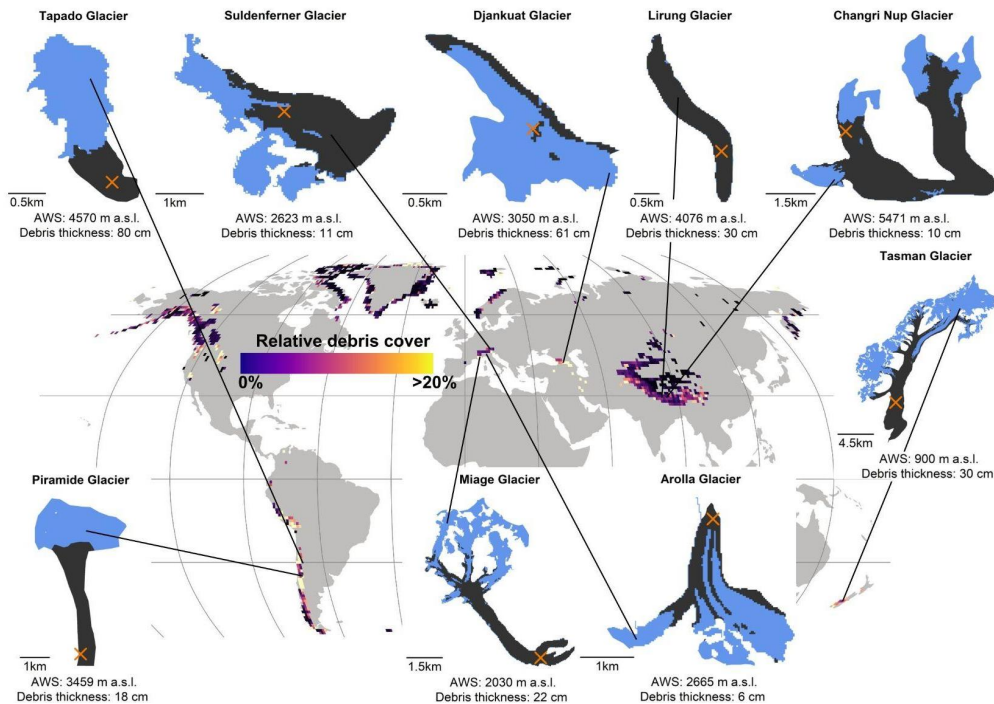 Tapado Glacier
Suldenferner Glacier
Djankuat Glacier
Lirung Glacier
Changri Nup Glacier
0.5km
1km
0.5km
0.5km
1.5km
AWS: 4570 m a.s.l.
Debris thickness: 80 cm
AWS: 2623 m a.s.l.
Debris thickness: 11 cm
AWS: 3050 m a.s.l.
Debris thickness: 61 cm
AWS: 4076 m a.s.l.
Debris thickness: 30 cm
AWS: 5471 m a.s.l.
Debris thickness: 10 cm
Tasman Glacier
Relative debris cover
0%
>20%
4.5km
AWS: 900 m a.s.l.
Debris thickness: 30 cm
Piramide Glacier
Miage Glacier
Arolla Glacier
1km
1.5km
1km
AWS: 3459 m a.s.l.
Debris thickness: 18 cm
AWS: 2030 m a.s.l.
Debris thickness: 22 cm
AWS: 2665 m a.s.l.
Debris thickness: 6 cm